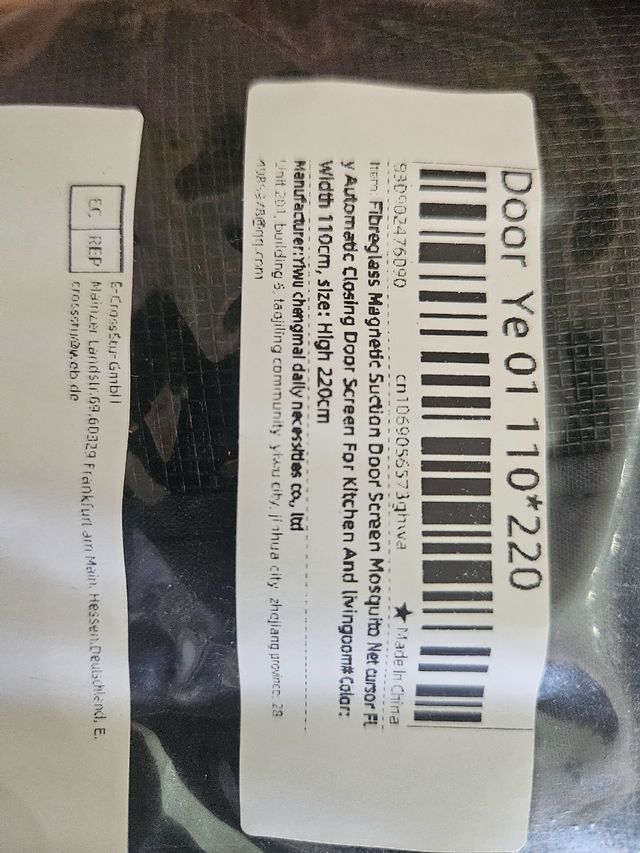 Door Ye 01 110*220
930902476090 cn1069056573qhwa ★ Made In China
Item: Fibreglass Magnetic Suction Door Screen Mosquito Net cursor FL
y Automatic Closing Door Screen For Kitchen And livingoom# Color:
Width 110cm, size: High 220cm
Manufacturer:Yiwu chengmai daily necessities co., ltd
Unit 201, building 5, taojiling community yiwu city, jinhua city, zhejiang province, 28
@qq.com
EC REP
E-CrossStu GmbH
Mainzer Landstr.69,60329 Frankfurt am Main, Hessen,Deutschland, E.
crossstu@web.de